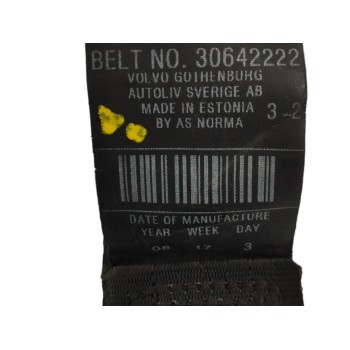 BELT NO. 30642222
VOLVO GOTHENBURG
AUTOLIV SVERIGE AB
MADE IN ESTONIA 3-2
BY AS NORMA
DATE OF MANUFACTURE
YEAR WEEK DAY
08 17 3